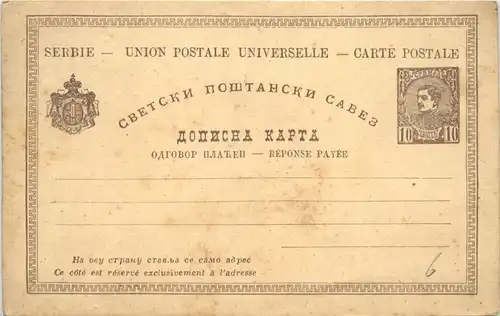 SERBIE — UNION POSTALE UNIVERSELLE — CARTE POSTALE
СВЕТСКИ ПОШТАНСКИ САВЕЗ
ДОПИСНА КАРТА
ОДГОВОР ПЛАЋЕН — RÉPONSE PAYÉE
10 10
На ову страну ставља се само адрес
Ce côté est réservé exclusivement à l'adresse
6